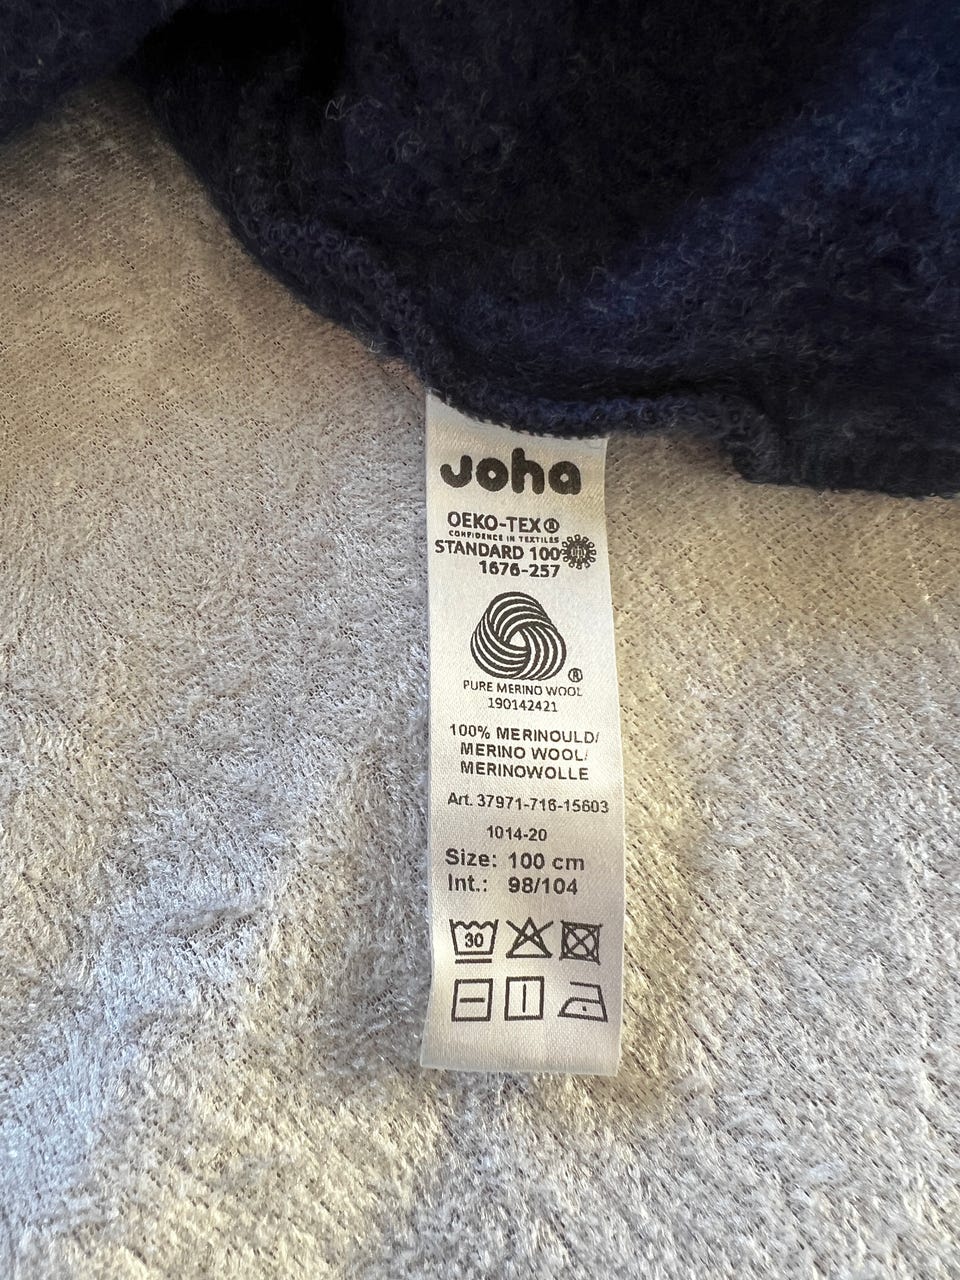 Joha
OEKO-TEX®
CONFIDENCE IN TEXTILES
STANDARD 100
1676-257
®
PURE MERINO WOOL
190142421
100% MERINOULD/
MERINO WOOL/
MERINOWOLLE
Art. 37971-716-15603
1014-20
Size: 100 cm
Int.: 98/104
30